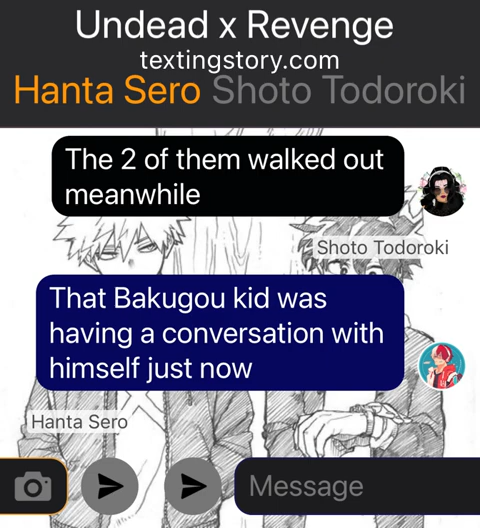 Undead x Revenge
textingstory.com
Hanta Sero Shoto Todoroki
The 2 of them walked out
meanwhile
Shoto Todoroki
That Bakugou kid was
having a conversation with
himself just now
Hanta Sero
Message